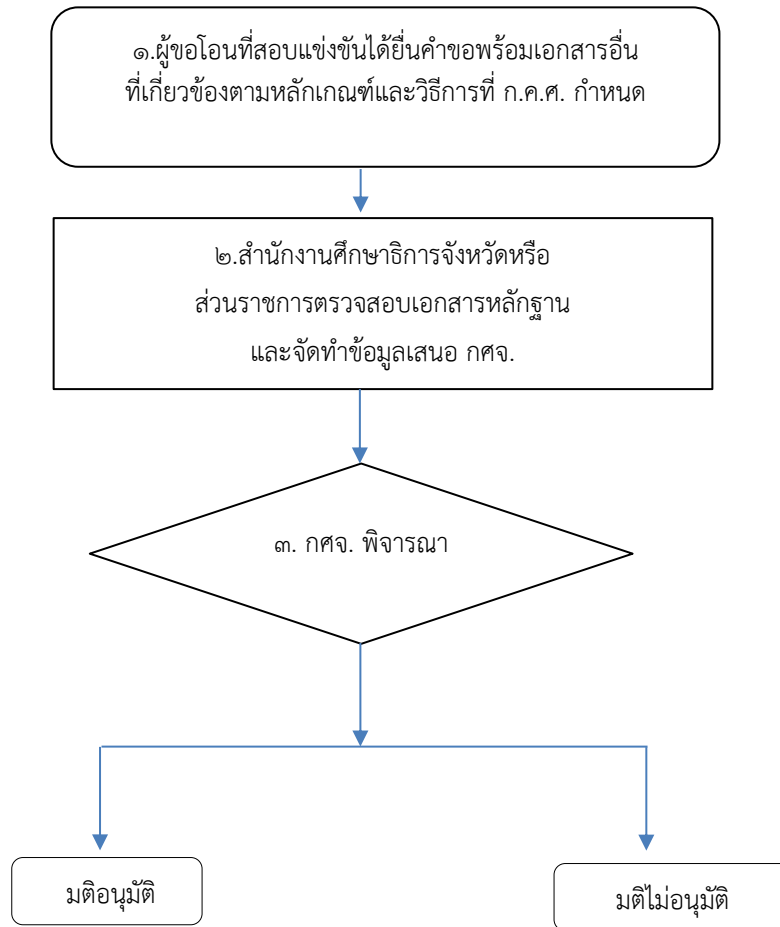 ๑.ผู้ขอโอนที่สอบแข่งขันได้ยื่นคำขอพร้อมเอกสารอื่น
ที่เกี่ยวข้องตามหลักเกณฑ์และวิธีการที่ ก.ค.ศ. กำหนด
๒.สำนักงานศึกษาธิการจังหวัดหรือ
ส่วนราชการตรวจสอบเอกสารหลักฐาน
และจัดทำข้อมูลเสนอ กศจ.
๓. กศจ. พิจารณา
มติอนุมัติ
มติไม่อนุมัติ